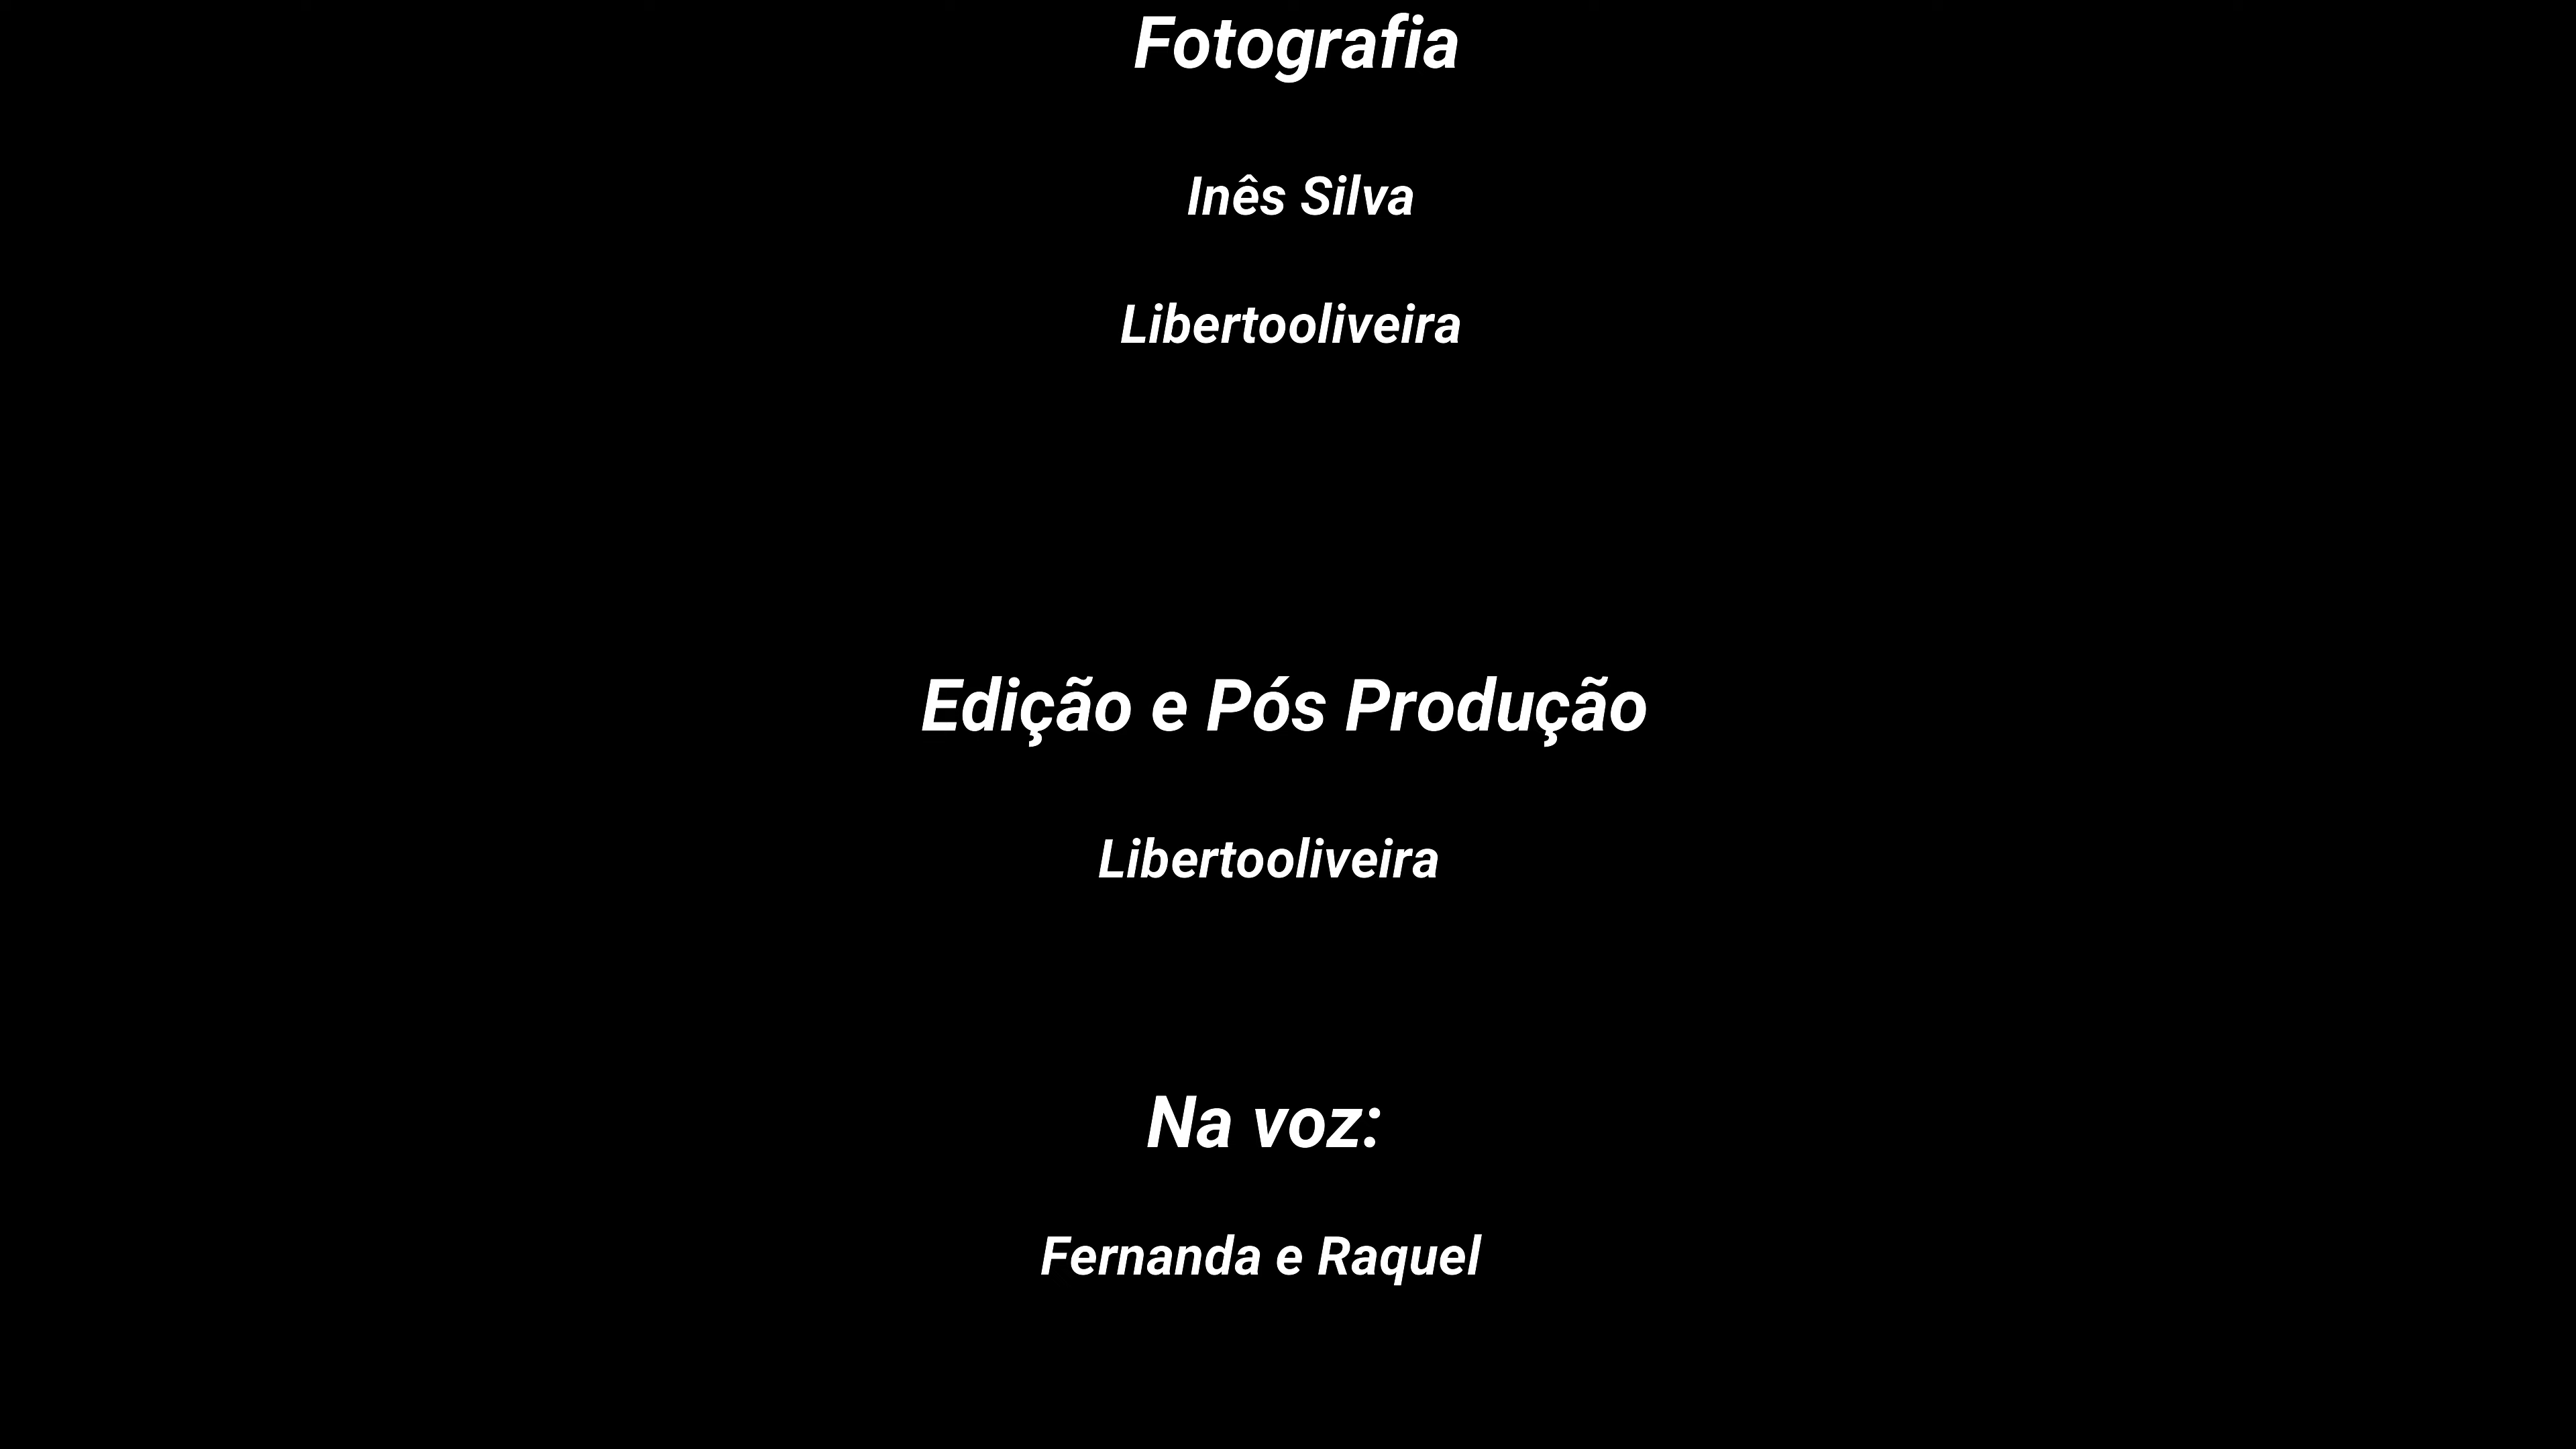 Fotografia
Inês Silva
Libertooliveira
Edição e Pós Produção
Libertooliveira
Na voz:
Fernanda e Raquel